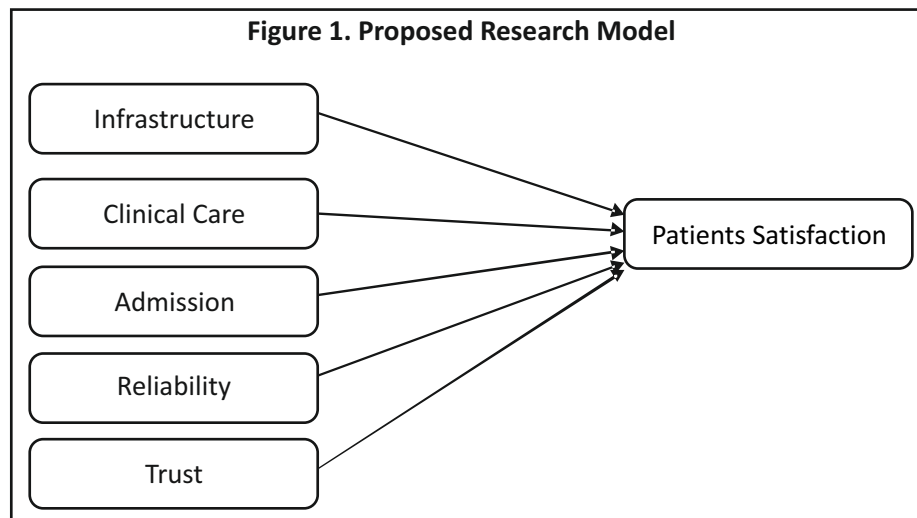 Figure 1. Proposed Research Model
Infrastructure
Clinical Care
Admission
Reliability
Trust
Patients Satisfaction